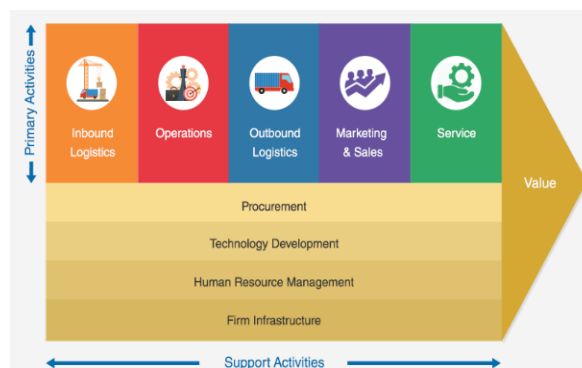 Primary Activities
Inbound
Logistics
Operations
Outbound
Logistics
Marketing
& Sales
Service
Value
Procurement
Technology Development
Human Resource Management
Firm Infrastructure
Support Activities